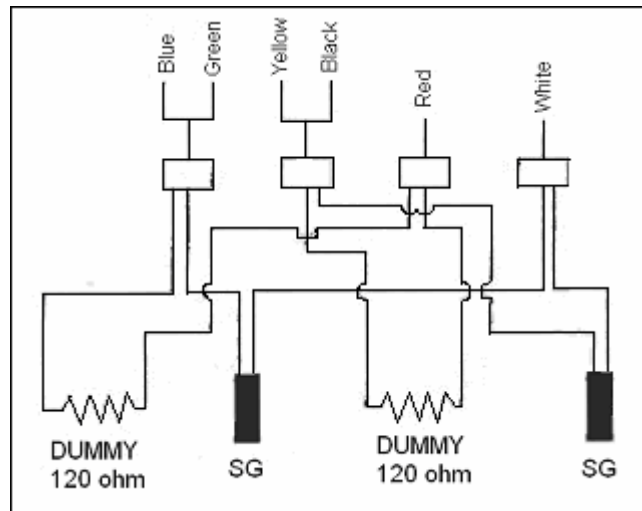 Blue
Green
Yellow
Black
Red
White
DUMMY
120 ohm
SG
DUMMY
120 ohm
SG